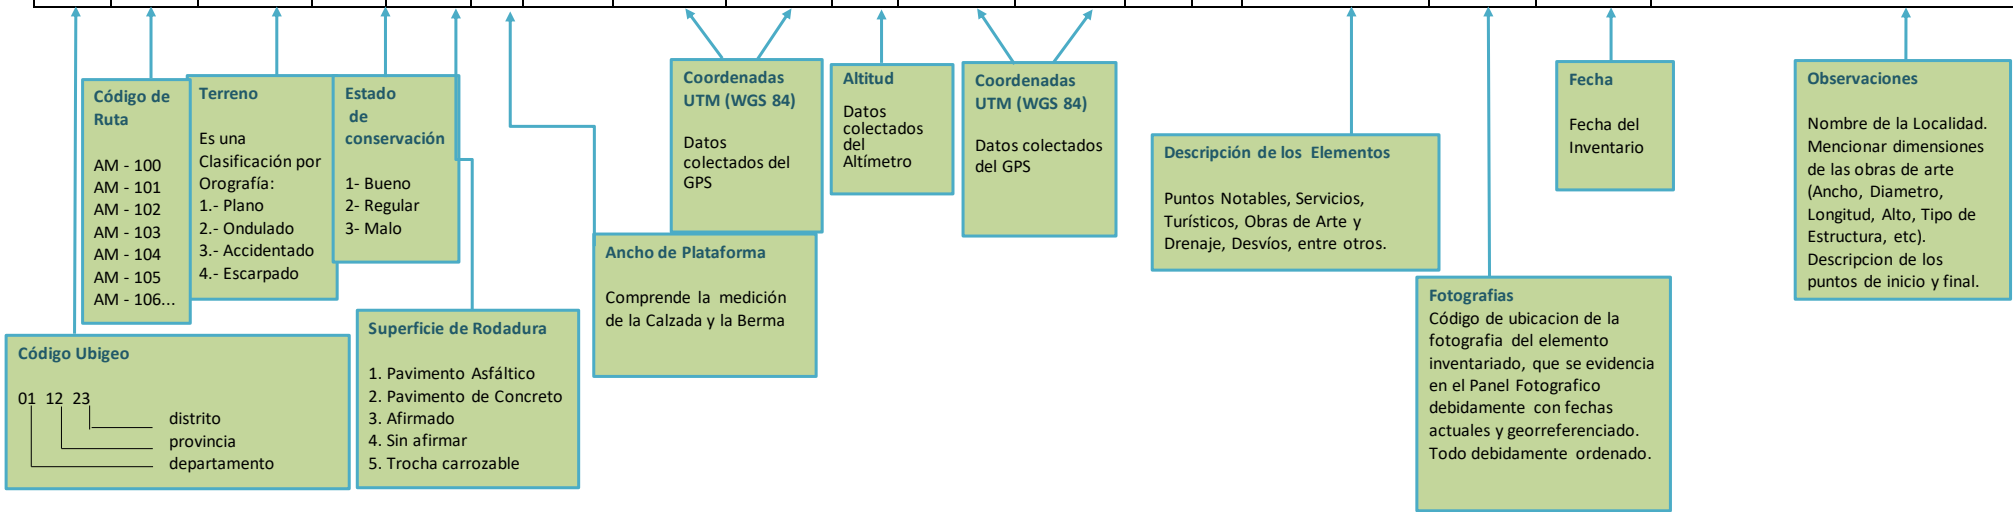 Código de
Ruta
AM - 100
AM - 101
AM - 102
AM - 103
AM - 104
AM - 105
AM - 106...
Terreno
Es una
Clasificación por
Orografía:
1.- Plano
2.- Ondulado
3.- Accidentado
4.- Escarpado
Estado
de
conservación
1- Bueno
2- Regular
3- Malo
Coordenadas
UTM (WGS 84)
Datos
colectados del
GPS
Altitud
Datos
colectados
del
Altímetro
Coordenadas
UTM (WGS 84)
Datos colectados
del GPS
Descripción de los Elementos
Puntos Notables, Servicios,
Turísticos, Obras de Arte y
Drenaje, Desvíos, entre otros.
Fecha
Fecha del
Inventario
Observaciones
Nombre de la Localidad.
Mencionar dimensiones
de las obras de arte
(Ancho, Diametro,
Longitud, Alto, Tipo de
Estructura, etc).
Descripcion de los
puntos de inicio y final.
Código Ubigeo
01 12 23
distrito
provincia
departamento
Superficie de Rodadura
1. Pavimento Asfáltico
2. Pavimento de Concreto
3. Afirmado
4. Sin afirmar
5. Trocha carrozable
Ancho de Plataforma
Comprende la medición
de la Calzada y la Berma
Fotografias
Código de ubicacion de la
fotografia del elemento
inventariado, que se evidencia
en el Panel Fotografico
debidamente con fechas
actuales y georreferenciado.
Todo debidamente ordenado.